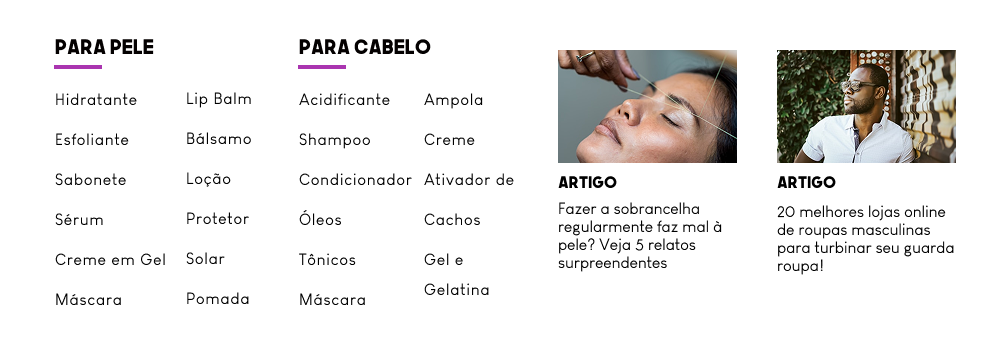 PARA PELE
Hidratante
Esfoliante
Sabonete
Sérum
Creme em Gel
Máscara
Lip Balm
Bálsamo
Loção
Protetor
Solar
Pomada
PARA CABELO
Acidificante
Shampoo
Condicionador
Óleos
Tônicos
Máscara
Ampola
Creme
Ativador de
Cachos
Gel e
Gelatina
ARTIGO
Fazer a sobrancelha
regularmente faz mal à
pele? Veja 5 relatos
surpreendentes
ARTIGO
20 melhores lojas online
de roupas masculinas
para turbinar seu guarda
roupa!